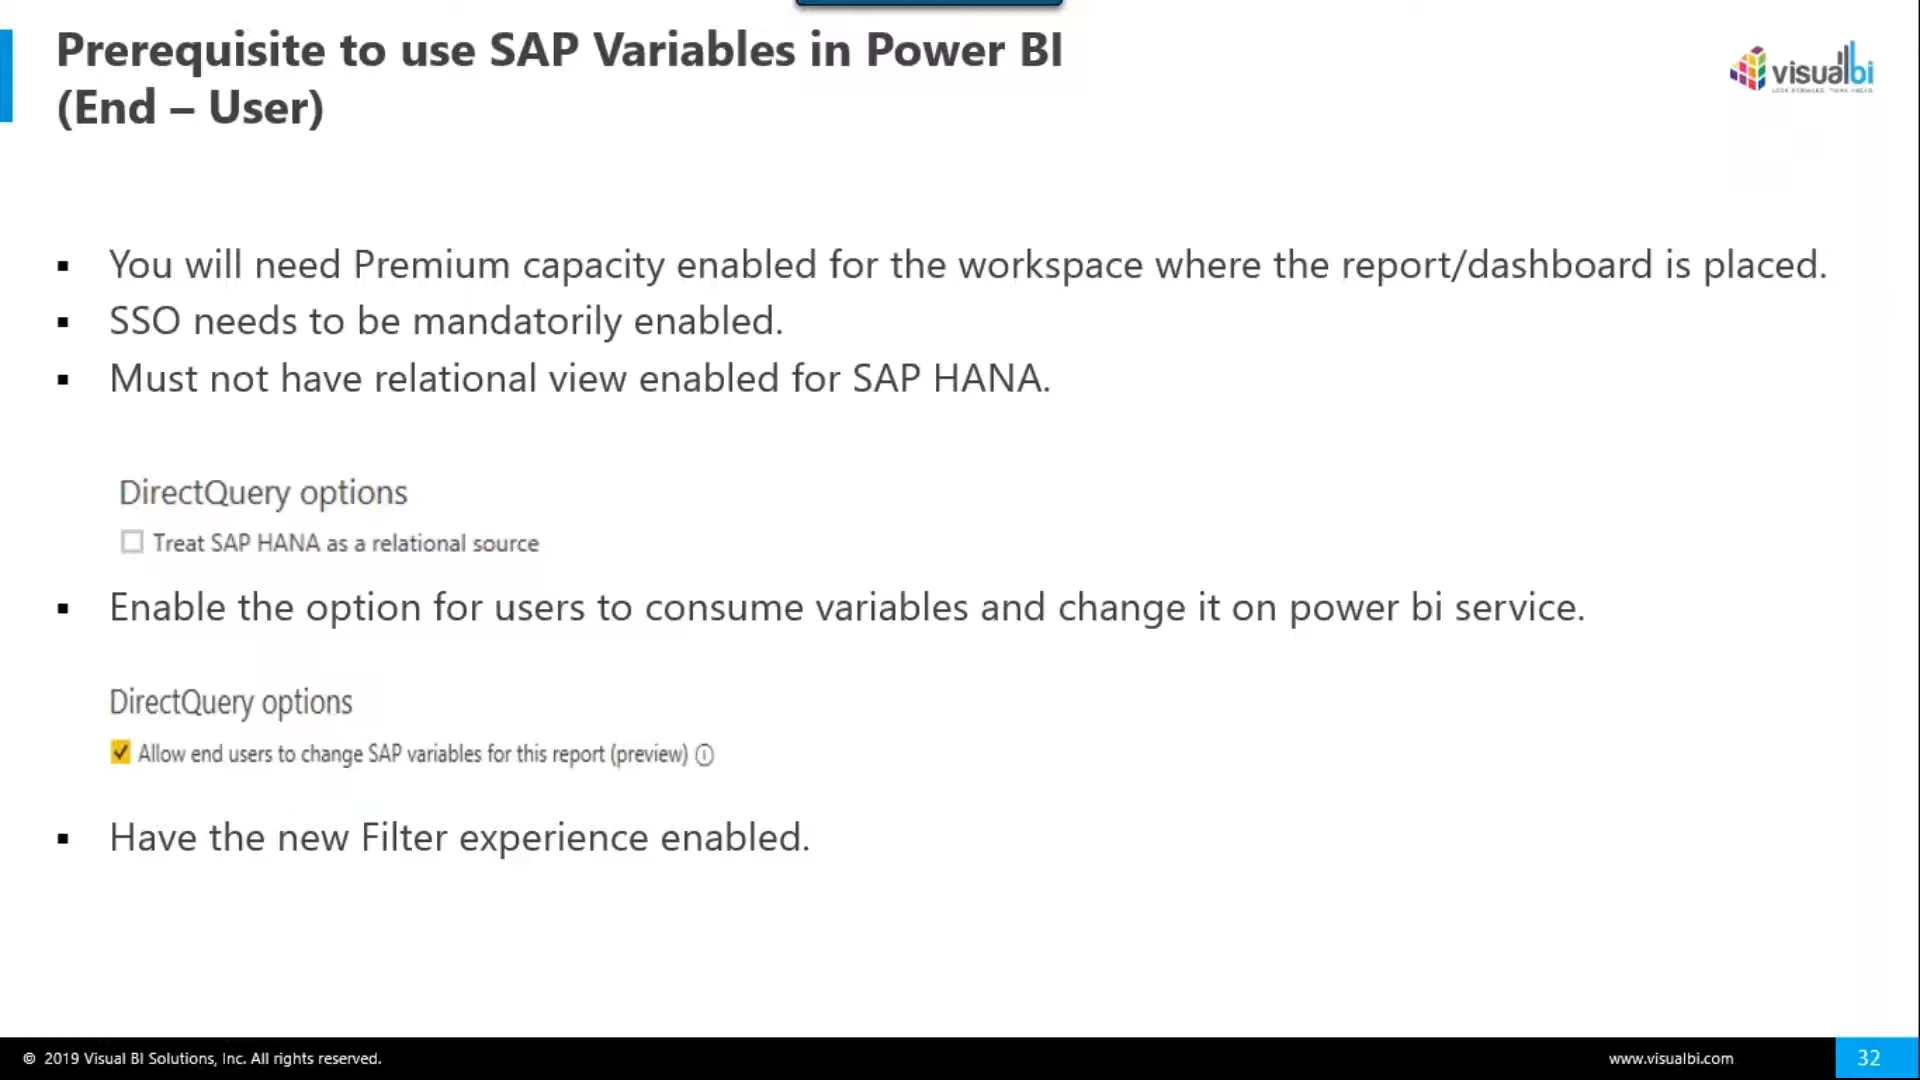 Prerequisite to use SAP Variables in Power BI
(End – User)
visualbi
▪ You will need Premium capacity enabled for the workspace where the report/dashboard is placed.
▪ SSO needs to be mandatorily enabled.
▪ Must not have relational view enabled for SAP HANA.
DirectQuery options
Treat SAP HANA as a relational source
▪ Enable the option for users to consume variables and change it on power bi service.
DirectQuery options
Allow end users to change SAP variables for this report (preview)
▪ Have the new Filter experience enabled.
© 2019 Visual BI Solutions, Inc. All rights reserved.
www.visualbi.com
32